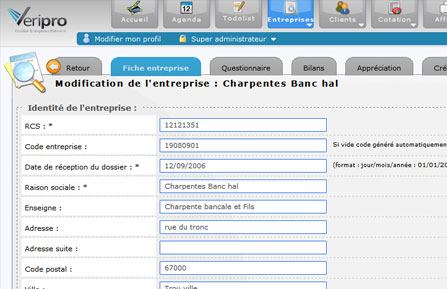 Veripro
Accueil
Agenda
Todolist
Entreprises
Clients
Cotation
Modifier mon profil
Super administrateur
Retour
Fiche entreprise
Questionnaire
Bilans
Appréciation
Modification de l'entreprise : Charpentes Banc hal
Identité de l'entreprise :
RCS : * 12121351
Code entreprise : 19080901 Si vide code généré automatiquemen
Date de réception du dossier : * 12/09/2006 (format : jour/mois/année : 01/01/20
Raison sociale : * Charpentes Banc hal
Enseigne : Charpente bancale et Fils
Adresse : rue du tronc
Adresse suite :
Code postal : 67000
Ville : Trou ville